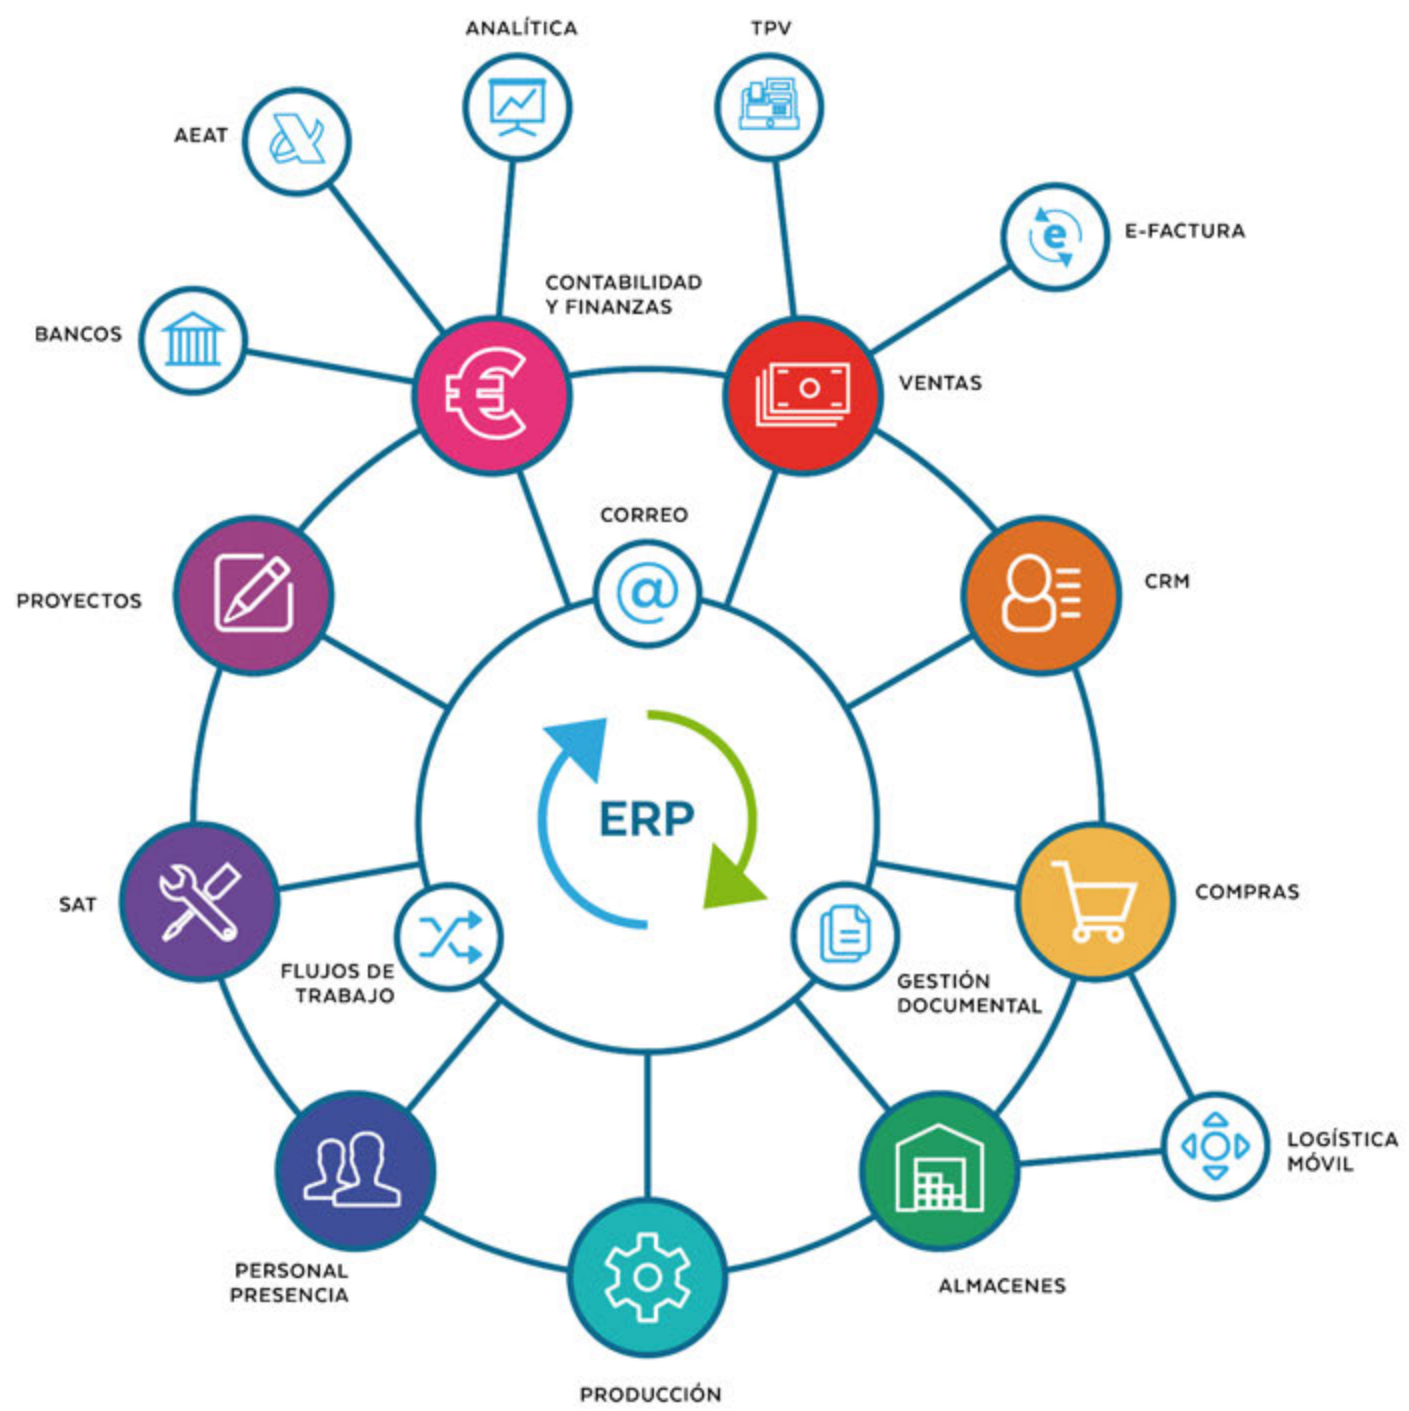 ANALÍTICA
TPV
AEAT
E-FACTURA
e
BANCOS
CONTABILIDAD
Y FINANZAS
€
VENTAS
CORREO
@
PROYECTOS
CRM
ERP
SAT
COMPRAS
FLUJOS DE
TRABAJO
GESTIÓN
DOCUMENTAL
LOGÍSTICA
MÓVIL
PERSONAL
PRESENCIA
ALMACENES
PRODUCCIÓN